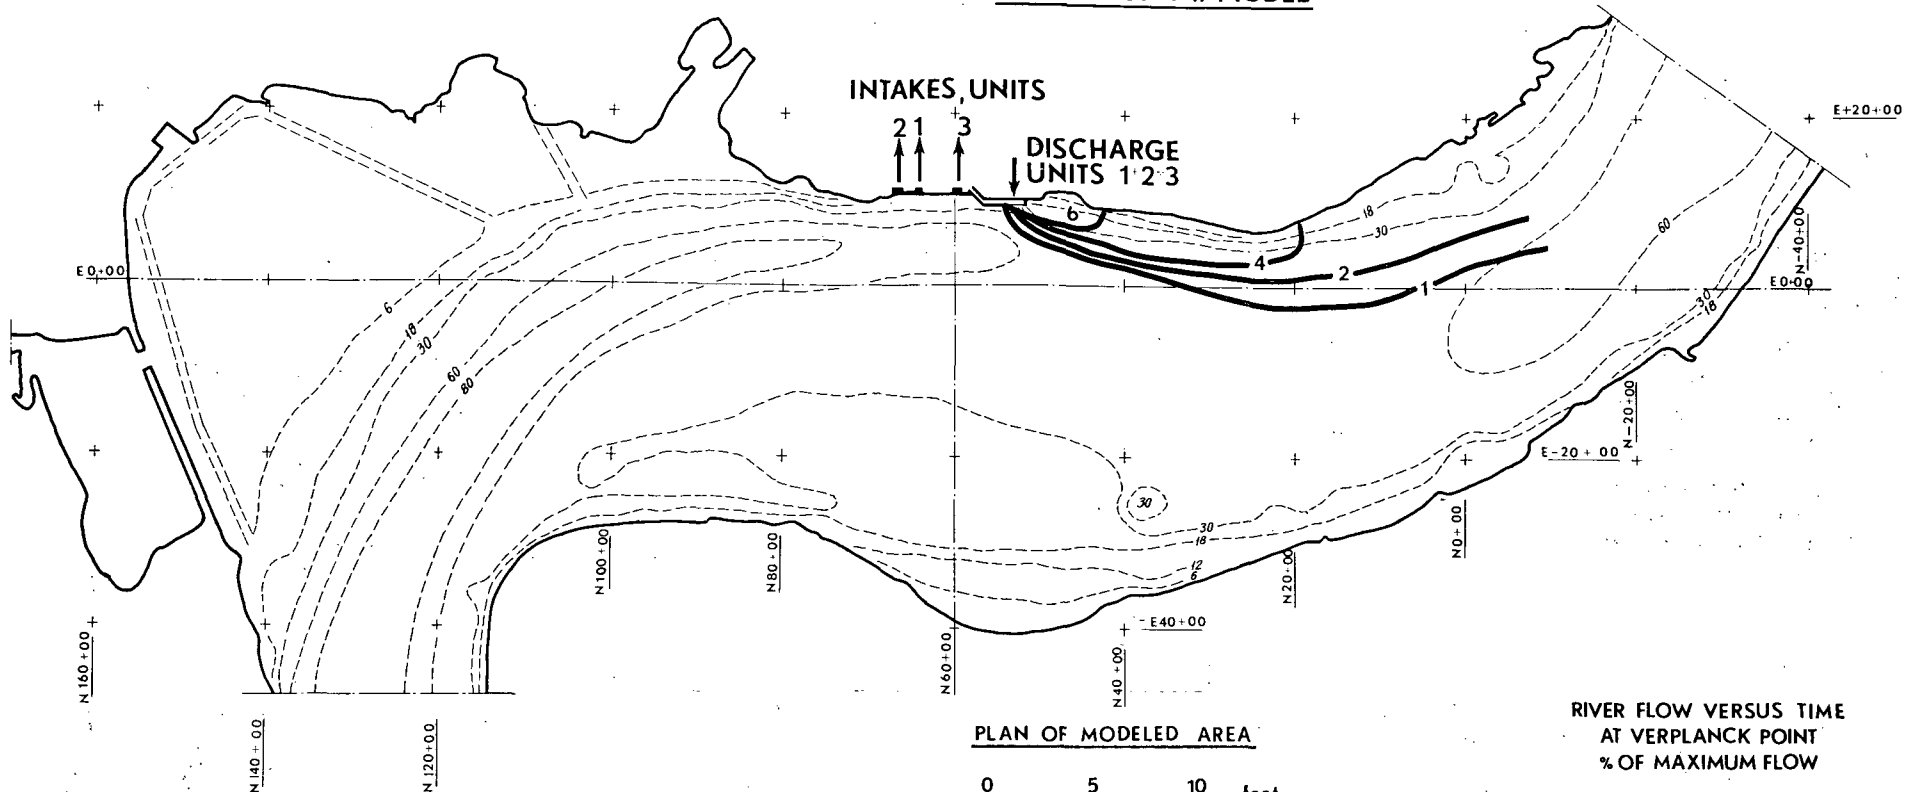 INTAKES, UNITS
2 1 3
DISCHARGE
UNITS 1·2·3
E+20+00
6
18
30
60
4
2
1
N-40+00
E0+00
E0+00
6
18
30
60
80
30
18
N-20+00
E-20+00
30
30
18
12
6
N100+00
N80+00
N20+00
N0+00
E40+00
N160+00
N60+00
N40+00
N140+00
N120+00
PLAN OF MODELED AREA
0 5 10 feet
RIVER FLOW VERSUS TIME
AT VERPLANCK POINT
% OF MAXIMUM FLOW